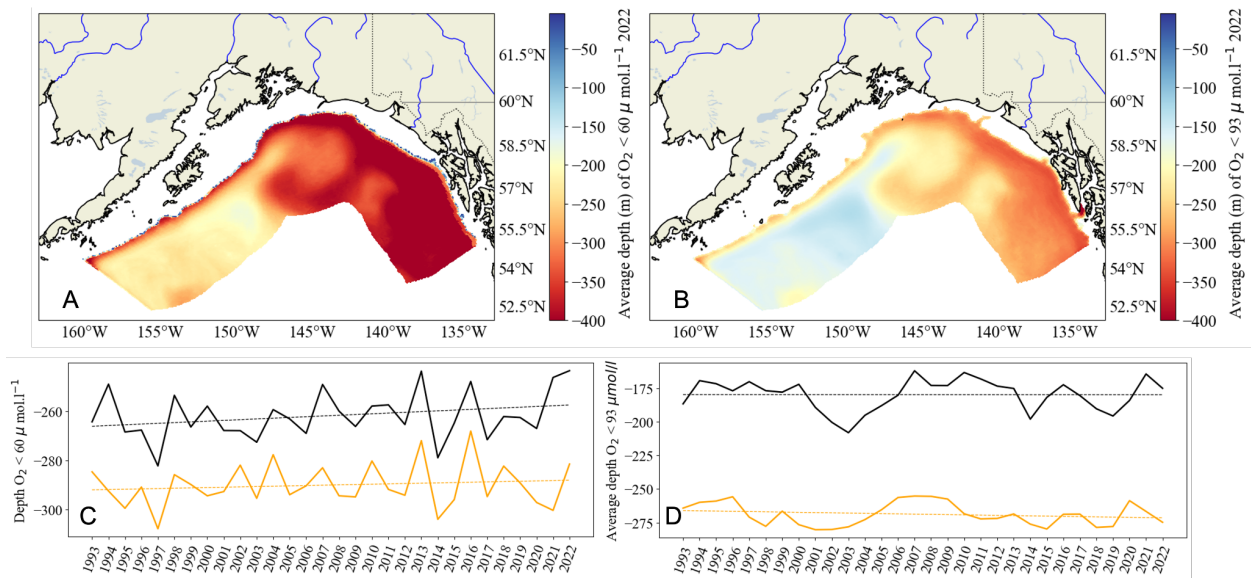 61.5°N
60°N
58.5°N
57°N
55.5°N
54°N
52.5°N
160°W
155°W
150°W
145°W
140°W
135°W
A
−50
−100
−150
−200
−250
−300
−350
−400
Average depth (m) of O₂ < 60 μ mol.l⁻¹ 2022
61.5°N
60°N
58.5°N
57°N
55.5°N
54°N
52.5°N
160°W
155°W
150°W
145°W
140°W
135°W
B
−50
−100
−150
−200
−250
−300
−350
−400
Average depth (m) of O₂ < 93 μ mol.l⁻¹ 2022
Depth O₂ < 60 μ mol.l⁻¹
−260
−280
−300
C
1993 1994 1995 1996 1997 1998 1999 2000 2001 2002 2003 2004 2005 2006 2007 2008 2009 2010 2011 2012 2013 2014 2015 2016 2017 2018 2019 2020 2021 2022
Average depth O₂ < 93 μmol/l
−175
−200
−225
−250
−275
D
1993 1994 1995 1996 1997 1998 1999 2000 2001 2002 2003 2004 2005 2006 2007 2008 2009 2010 2011 2012 2013 2014 2015 2016 2017 2018 2019 2020 2021 2022